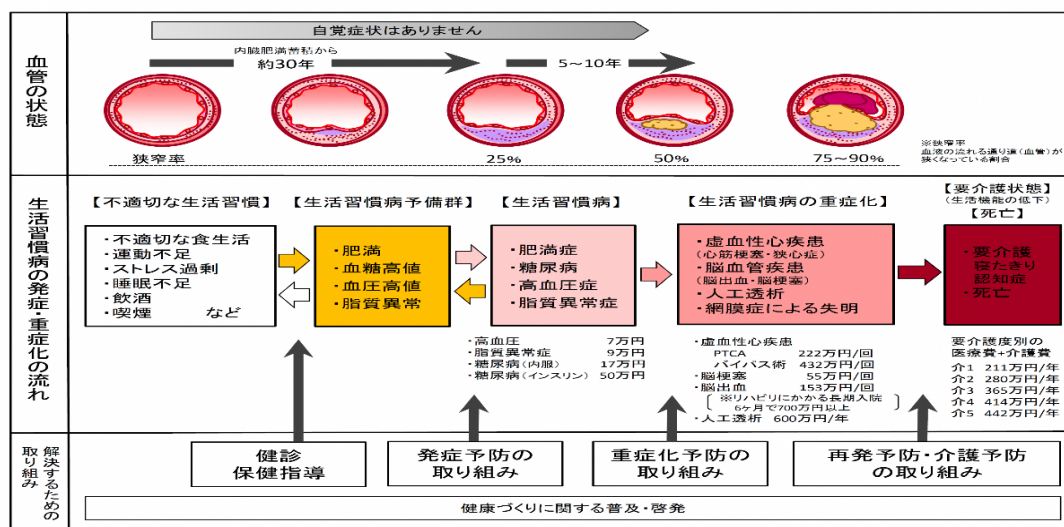 血管の状態
自覚症状はありません
内臓肥満蓄積から
約30年
5~10年
狭窄率
25%
50%
75~90%
※狭窄率
血液の流れる通り道(血管)が
狭くなっている割合
生活習慣病の発症・重症化の流れ
【不適切な生活習慣】
・不適切な食生活
・運動不足
・ストレス過剰
・睡眠不足
・飲酒
・喫煙 など
【生活習慣病予備群】
・肥満
・血糖高値
・血圧高値
・脂質異常
【生活習慣病】
・肥満症
・糖尿病
・高血圧症
・脂質異常症
・高血圧 7万円
・脂質異常症 9万円
・糖尿病(内服) 17万円
・糖尿病(インスリン) 50万円
【生活習慣病の重症化】
・虚血性心疾患
(心筋梗塞・狭心症)
・脳血管疾患
(脳出血・脳梗塞)
・人工透析
・網膜症による失明
・虚血性心疾患
PTCA 222万円/回
バイパス術 432万円/回
・脳梗塞 55万円/回
・脳出血 153万円/回
※リハビリにかかる長期入院
6ヶ月で700万円以上
・人工透析 600万円/年
【要介護状態】
(生活機能の低下)
【死亡】
・要介護
寝たきり
認知症
・死亡
要介護度別の
医療費+介護費
介1 211万円/年
介2 280万円/年
介3 365万円/年
介4 414万円/年
介5 442万円/年
解決するための
取り組み
健診
保健指導
発症予防の
取り組み
重症化予防の
取り組み
再発予防・介護予防
の取り組み
健康づくりに関する普及・啓発